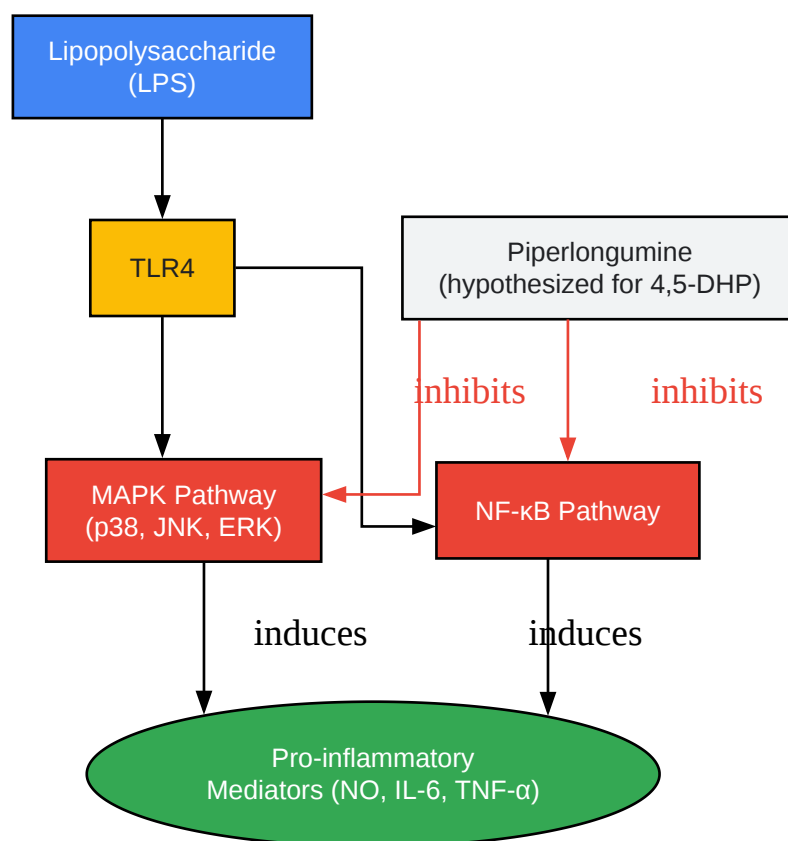 Lipopolysaccharide
(LPS)
TLR4
Piperlongumine
(hypothesized for 4,5-DHP)
inhibits
inhibits
MAPK Pathway
(p38, JNK, ERK)
NF-κB Pathway
induces
induces
Pro-inflammatory
Mediators (NO, IL-6, TNF-α)